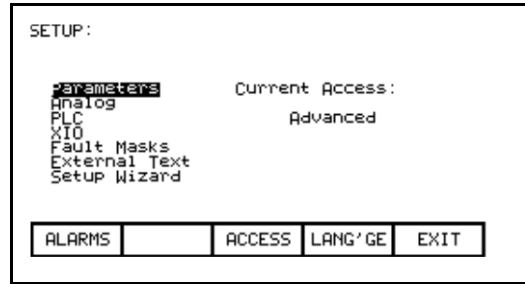 SETUP:
Parameters Current Access:
Analog
PLC Advanced
XIO
Fault Masks
External Text
Setup Wizard
ALARMS ACCESS LANG'GE EXIT